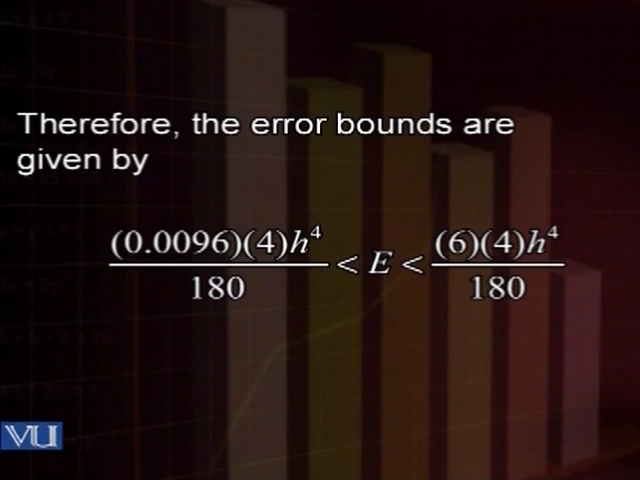 Therefore, the error bounds are
given by
(0.0096)(4)h⁴/180 < E < (6)(4)h⁴/180
VU